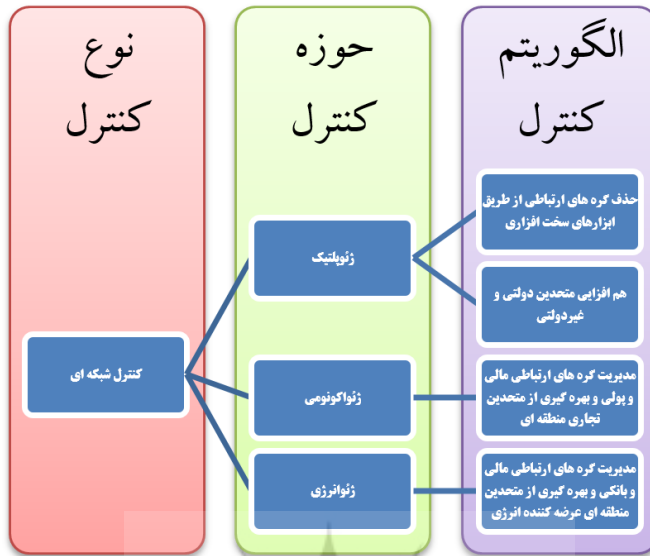 الگوریتم
کنترل
حوزه
کنترل
نوع
کنترل
حذف گره های ارتباطی از طریق
ابزارهای سخت افزاری
هم افزایی متحدین دولتی و
غیردولتی
مدیریت گره های ارتباطی مالی
و پولی و بهره گیری از متحدین
تجاری منطقه ای
مدیریت گره های ارتباطی مالی
و بانکی و بهره گیری از متحدین
منطقه ای عرضه کننده انرژی
ژئوپلتیک
ژئواکونومی
ژئوانرژی
کنترل شبکه ای